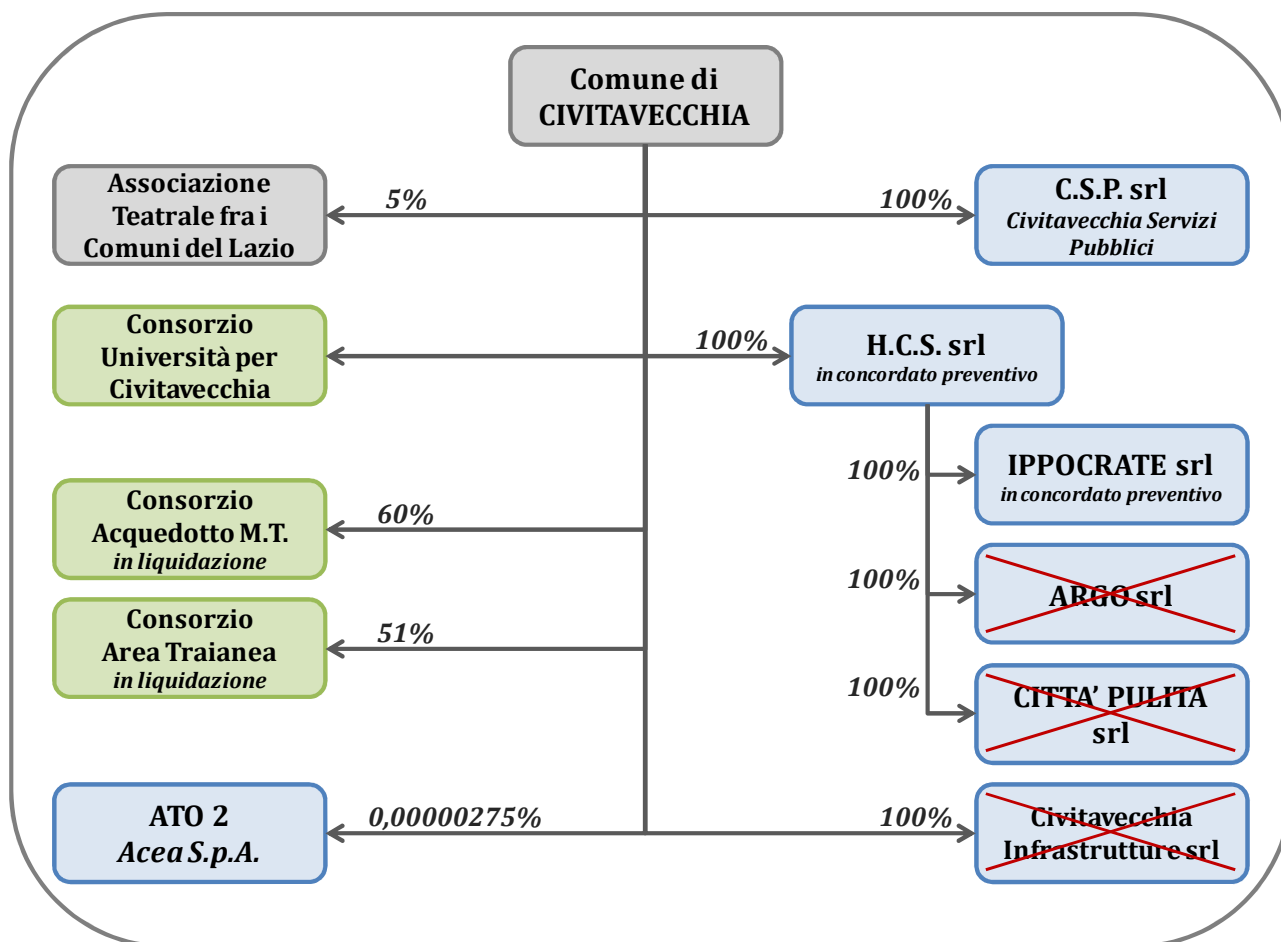 Comune di
CIVITAVECCHIA
Associazione
Teatrale fra i
Comuni del Lazio
5%
100%
C.S.P. srl
Civitavecchia Servizi
Pubblici
Consorzio
Università per
Civitavecchia
100%
H.C.S. srl
in concordato preventivo
100%
IPPOCRATE srl
in concordato preventivo
Consorzio
Acquedotto M.T.
in liquidazione
60%
100%
ARGO srl
Consorzio
Area Traianea
in liquidazione
51%
100%
CITTA’ PULITA
srl
ATO 2
Acea S.p.A.
0,00000275%
100%
Civitavecchia
Infrastrutture srl